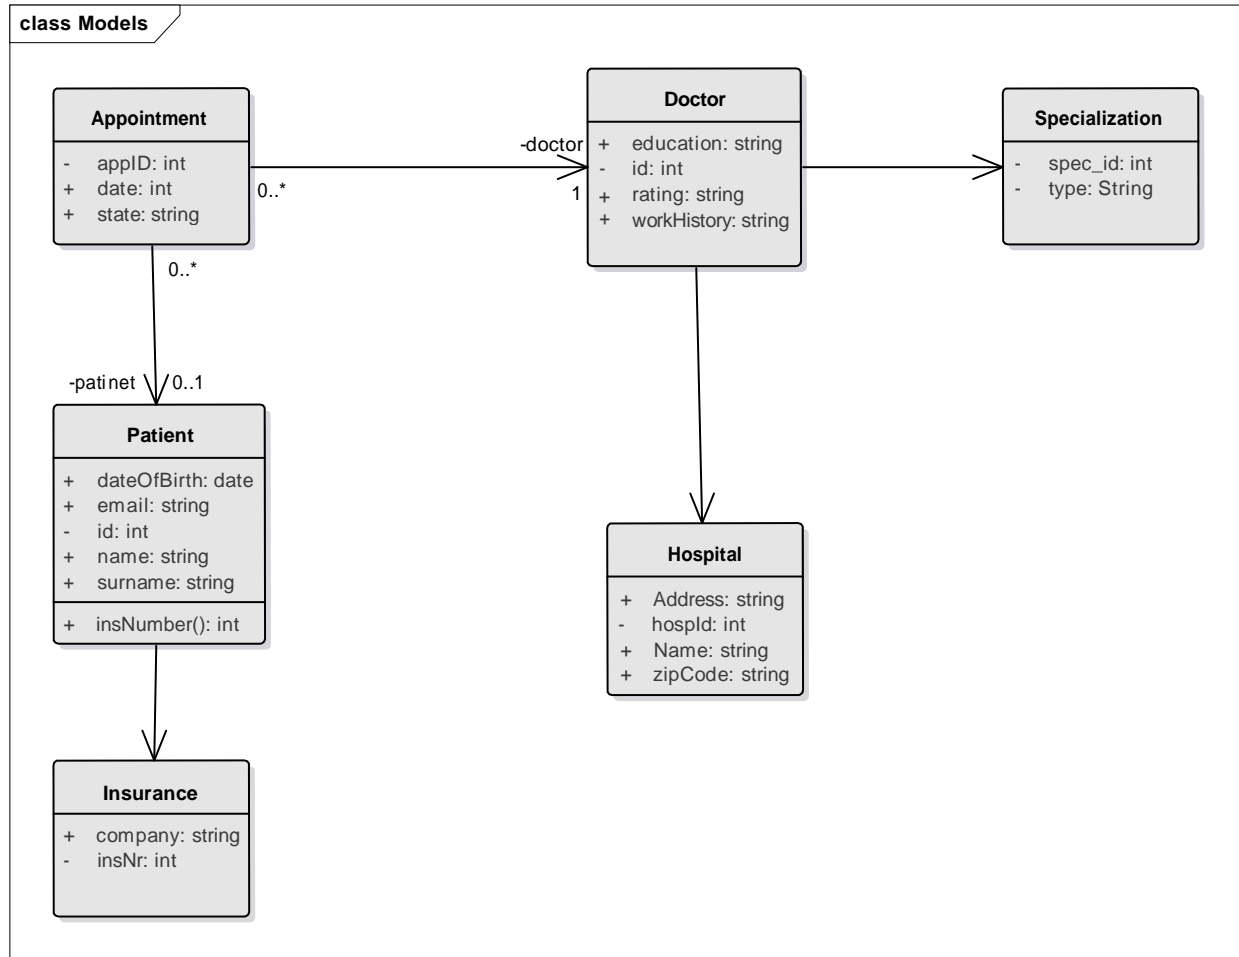 class Models
Appointment
- appID: int
+ date: int
+ state: string
0..*
0..*
-doctor
1
Doctor
+ education: string
- id: int
+ rating: string
+ workHistory: string
Specialization
- spec_id: int
- type: String
-patinet
0..1
Patient
+ dateOfBirth: date
+ email: string
- id: int
+ name: string
+ surname: string
+ insNumber(): int
Hospital
+ Address: string
- hospId: int
+ Name: string
+ zipCode: string
Insurance
+ company: string
- insNr: int